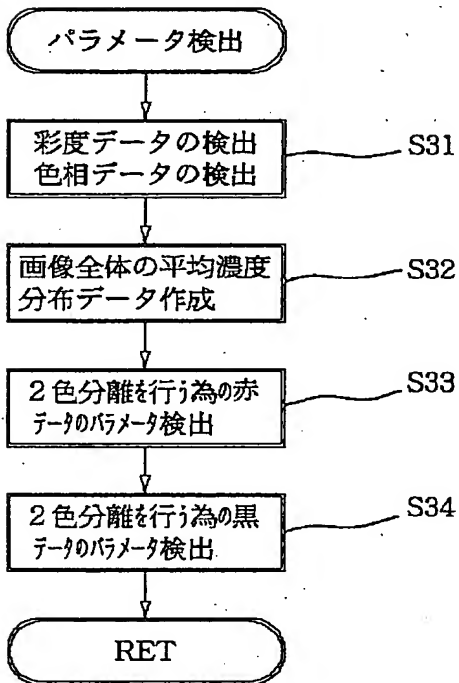 パラメータ検出
彩度データの検出
色相データの検出
S31
画像全体の平均濃度
分布データ作成
S32
2色分離を行う為の赤
データのパラメータ検出
S33
2色分離を行う為の黒
データのパラメータ検出
S34
RET